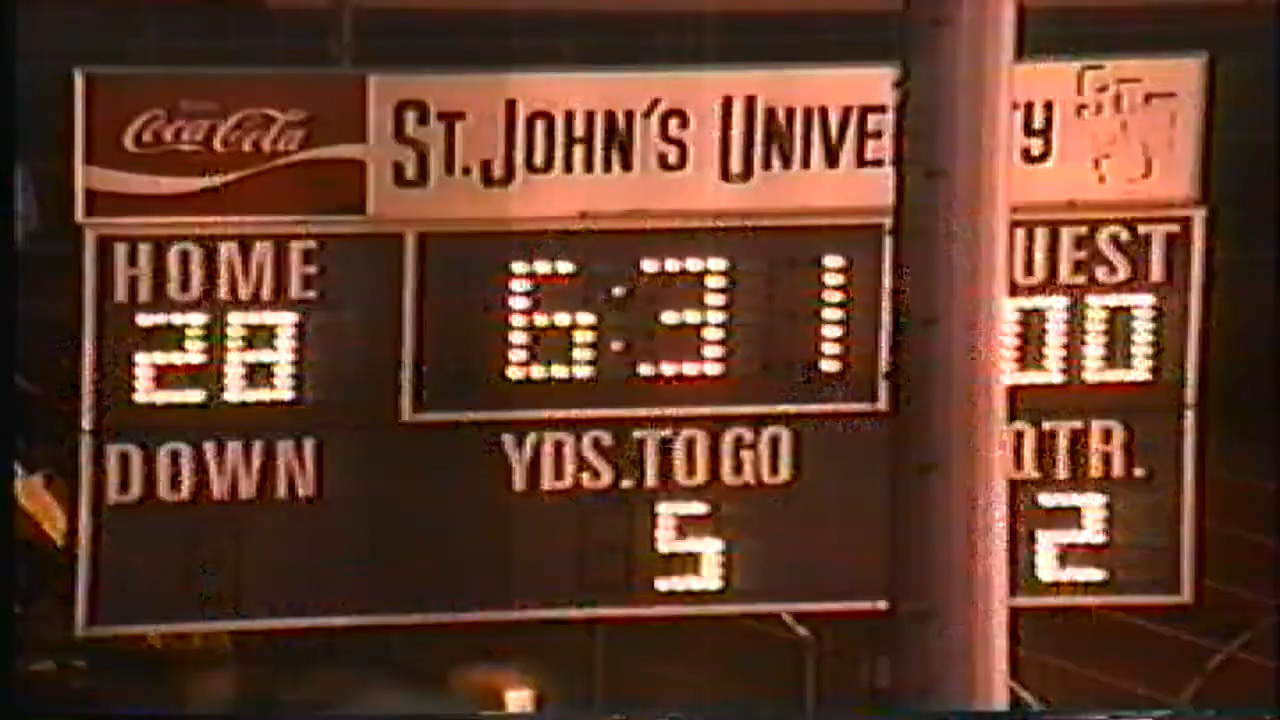 Coca-Cola
ST. JOHN'S UNIVE TY
HOME 6:31 UEST
28 00
DOWN YDS. TO GO QTR.
5 2